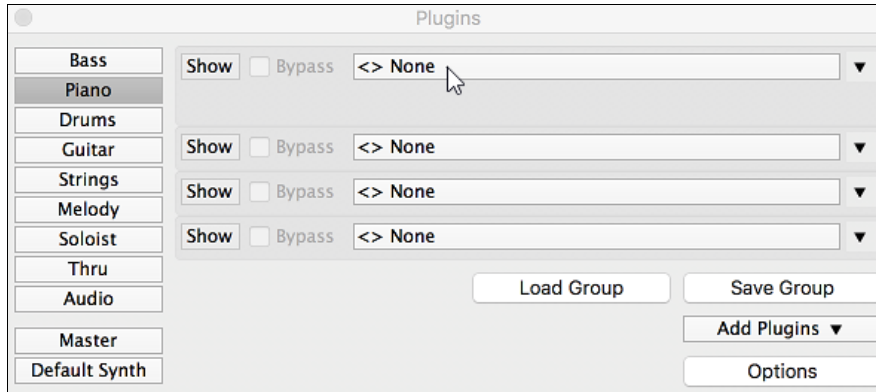 Plugins
Bass
Piano
Drums
Guitar
Strings
Melody
Soloist
Thru
Audio
Master
Default Synth
Show Bypass <> None ▼
Show Bypass <> None ▼
Show Bypass <> None ▼
Show Bypass <> None ▼
Load Group Save Group
Add Plugins ▼
Options